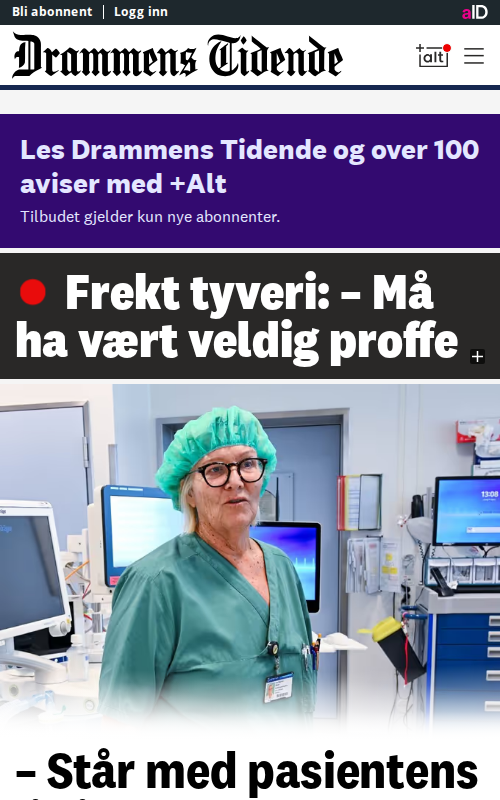 Bli abonnent | Logg inn
aID
Drammens Tidende
+alt
Les Drammens Tidende og over 100
aviser med +Alt
Tilbudet gjelder kun nye abonnenter.
Frekt tyveri: – Må
ha vært veldig proffe
+
13:08
– Står med pasientens